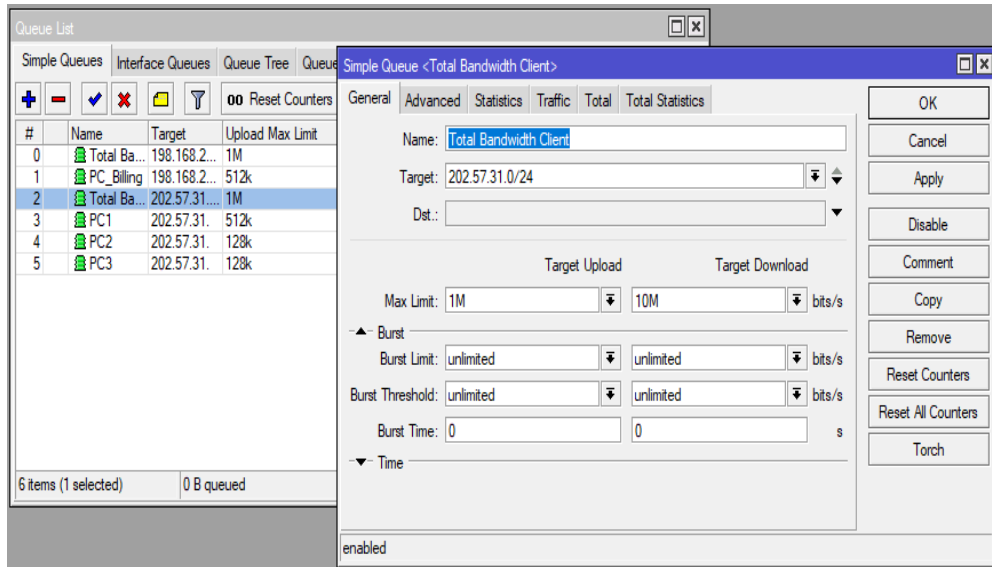 Queue List
Simple Queues Interface Queues Queue Tree Queue
00 Reset Counters
# Name Target Upload Max Limit
0 Total Ba... 198.168.2... 1M
1 PC_Billing 198.168.2... 512k
2 Total Ba... 202.57.31.... 1M
3 PC1 202.57.31. 512k
4 PC2 202.57.31. 128k
5 PC3 202.57.31. 128k
6 items (1 selected) 0 B queued
Simple Queue <Total Bandwidth Client>
General Advanced Statistics Traffic Total Total Statistics
Name: Total Bandwidth Client
Target: 202.57.31.0/24
Dst.:
Target Upload Target Download
Max Limit: 1M 10M bits/s
Burst
Burst Limit: unlimited unlimited bits/s
Burst Threshold: unlimited unlimited bits/s
Burst Time: 0 0 s
Time
enabled
OK
Cancel
Apply
Disable
Comment
Copy
Remove
Reset Counters
Reset All Counters
Torch